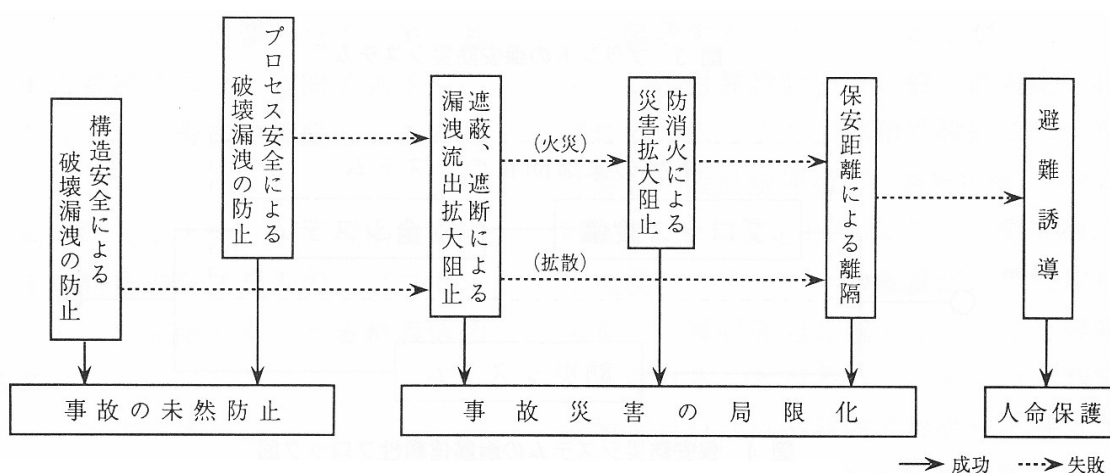 構造安全による
破壊漏洩の防止
プロセス安全による
破壊漏洩の防止
遮蔽、遮断による
漏洩流出拡大阻止
(火災)
(拡散)
防消火による
災害拡大阻止
保安距離による離隔
避難誘導
事故の未然防止
事故災害の局限化
人命保護
成功
失敗